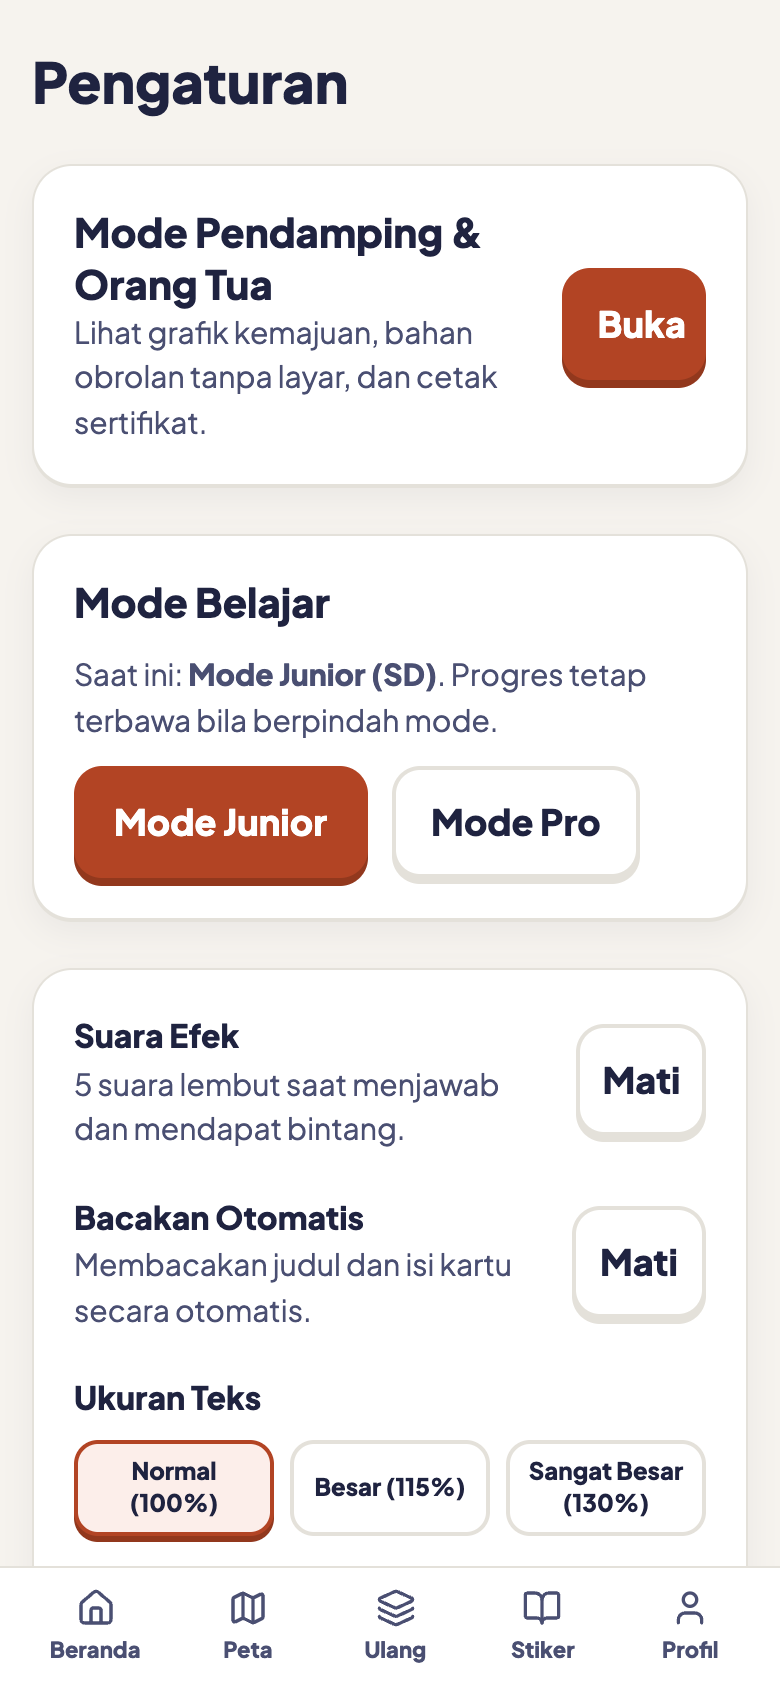 Pengaturan
Mode Pendamping &
Orang Tua
Lihat grafik kemajuan, bahan
obrolan tanpa layar, dan cetak
sertifikat.
Buka
Mode Belajar
Saat ini: Mode Junior (SD). Progres tetap
terbawa bila berpindah mode.
Mode Junior
Mode Pro
Suara Efek
5 suara lembut saat menjawab
dan mendapat bintang.
Mati
Bacakan Otomatis
Membacakan judul dan isi kartu
secara otomatis.
Mati
Ukuran Teks
Normal
(100%)
Besar (115%)
Sangat Besar
(130%)
Beranda
Peta
Ulang
Stiker
Profil